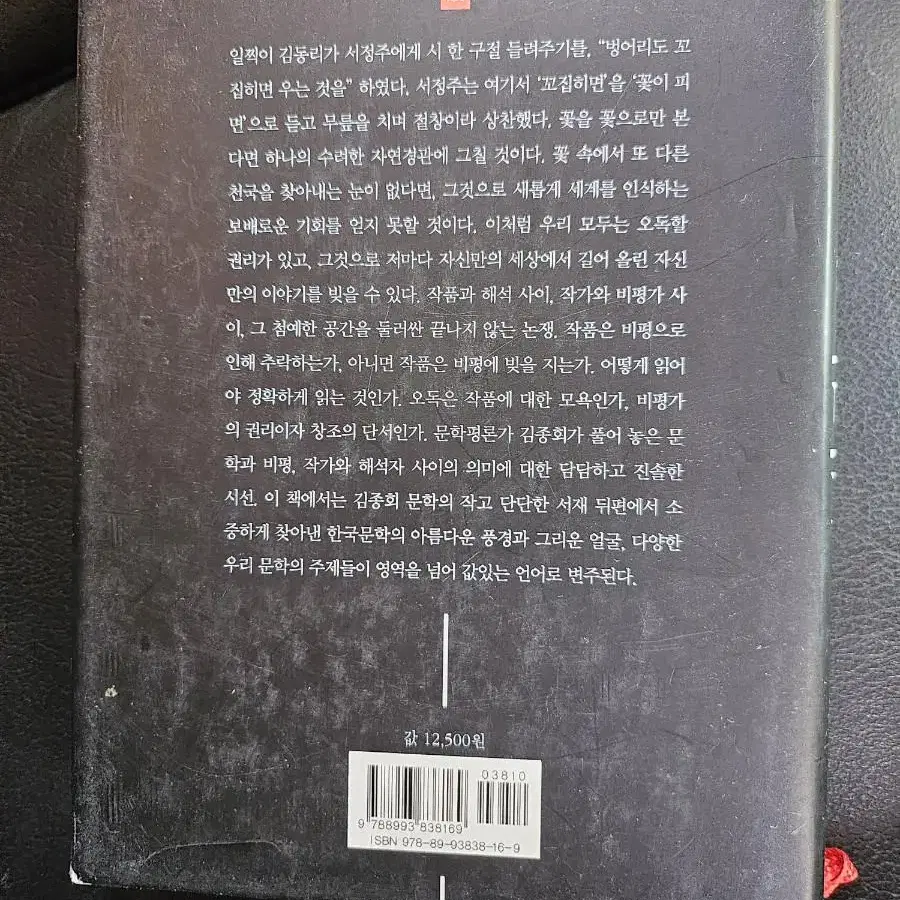 일찍이 김동리가 서정주에게 시 한 구절 들려주기를, “벙어리도 꼬
집히면 우는 것을” 하였다. 서정주는 여기서 ‘꼬집히면’을 ‘꽃이 피
면’으로 듣고 무릎을 치며 절창이라 상찬했다. 꽃을 꽃으로만 본
다면 하나의 수려한 자연경관에 그칠 것이다. 꽃 속에서 또 다른
천국을 찾아내는 눈이 없다면, 그것으로 새롭게 세계를 인식하는
보배로운 기회를 얻지 못할 것이다. 이처럼 우리 모두는 오독할
권리가 있고, 그것으로 저마다 자신만의 세상에서 길어 올린 자신
만의 이야기를 빚을 수 있다. 작품과 해석 사이, 작가와 비평가 사
이, 그 첨예한 공간을 둘러싼 끝나지 않는 논쟁. 작품은 비평으로
인해 추락하는가, 아니면 작품은 비평에 빚을 지는가. 어떻게 읽어
야 정확하게 읽는 것인가. 오독은 작품에 대한 모욕인가, 비평가
의 권리이자 창조의 단서인가. 문학평론가 김종회가 풀어 놓은 문
학과 비평, 작가와 해석자 사이의 의미에 대한 담담하고 진솔한
시선. 이 책에서는 김종회 문학의 작고 단단한 서재 뒤편에서 소
중하게 찾아낸 한국문학의 아름다운 풍경과 그리운 얼굴, 다양한
우리 문학의 주제들이 영역을 넘어 값있는 언어로 변주된다.
값 12,500원
03810
9 788993 838169
ISBN 978-89-93838-16-9